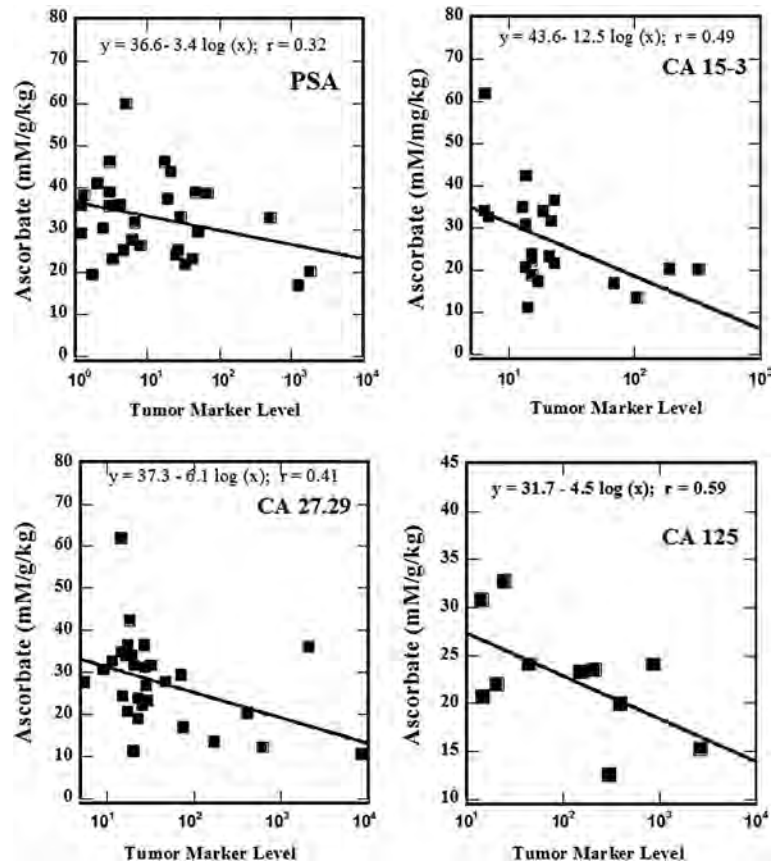 y = 36.6- 3.4 log (x); r = 0.32
PSA
Ascorbate (mM/g/kg)
80
70
60
50
40
30
20
10
0
10⁰ 10¹ 10² 10³ 10⁴
Tumor Marker Level
y = 43.6- 12.5 log (x); r = 0.49
CA 15-3
Ascorbate (mM/mg/kg)
80
70
60
50
40
30
20
10
0
10¹ 10²
Tumor Marker Level
y = 37.3 - 6.1 log (x); r = 0.41
CA 27.29
Ascorbate (mM/g/kg)
80
70
60
50
40
30
20
10
0
10¹ 10² 10³ 10⁴
Tumor Marker Level
y = 31.7 - 4.5 log (x); r = 0.59
CA 125
Ascorbate (mM/g/kg)
45
40
35
30
25
20
15
10
10¹ 10² 10³ 10⁴
Tumor Marker Level